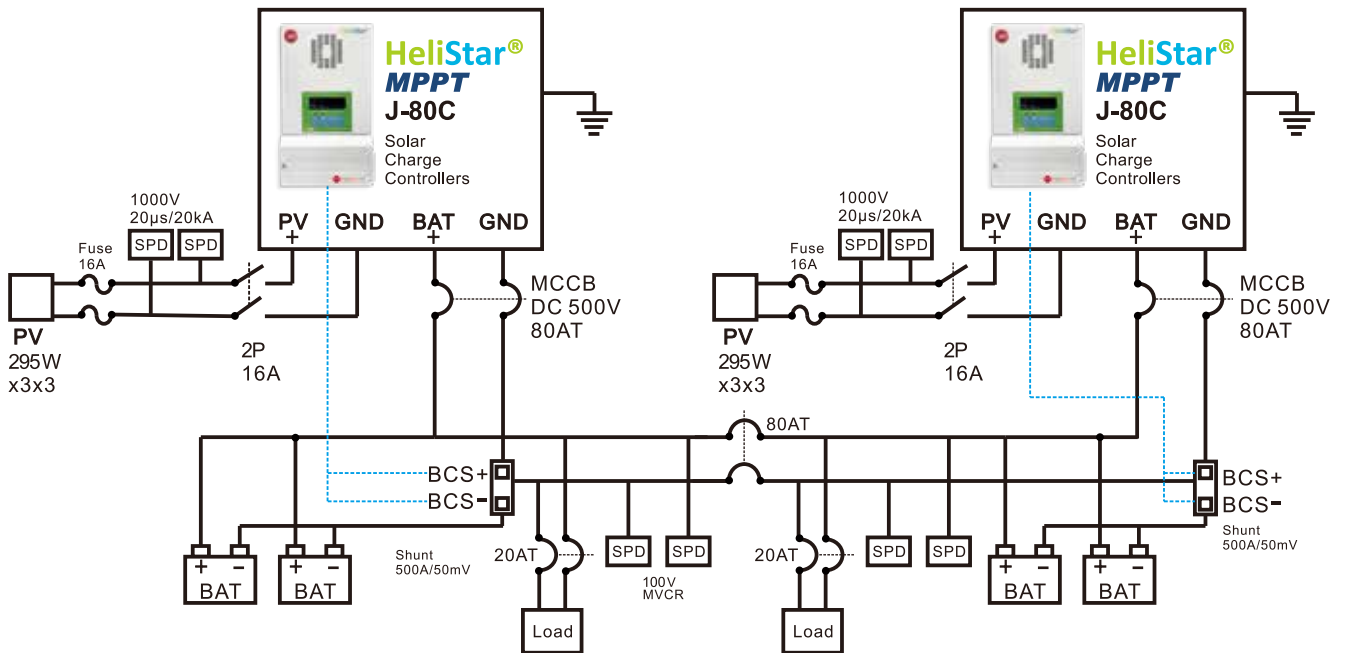 HeliStar®
MPPT
J-80C
Solar
Charge
Controllers
PV
+
GND
BAT
+
GND
1000V
20μs/20kA
SPD
SPD
Fuse
16A
PV
295W
x3x3
2P
16A
MCCB
DC 500V
80AT
HeliStar®
MPPT
J-80C
Solar
Charge
Controllers
PV
+
GND
BAT
+
GND
1000V
20μs/20kA
SPD
SPD
Fuse
16A
PV
295W
x3x3
2P
16A
MCCB
DC 500V
80AT
80AT
BCS+
BCS-
Shunt
500A/50mV
+ -
BAT
+ -
BAT
20AT
Load
SPD
SPD
100V
MVCR
20AT
Load
SPD
SPD
+ -
BAT
+ -
BAT
BCS+
BCS-
Shunt
500A/50mV